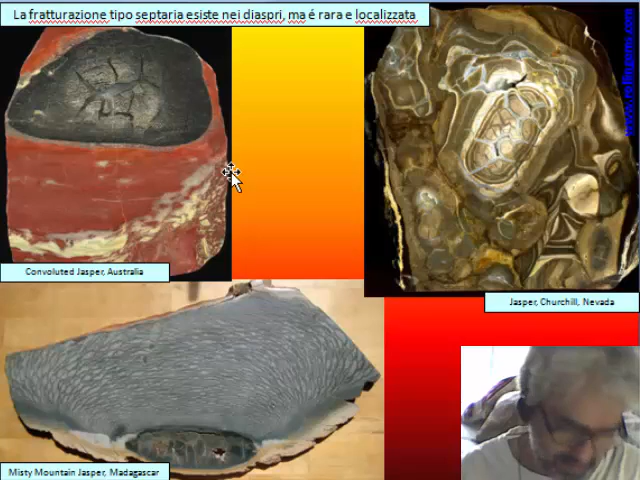 La fratturazione tipo septaria esiste nei diaspri, ma é rara e localizzata
Convoluted Jasper, Australia
Jasper, Churchill, Nevada
Misty Mountain Jasper, Madagascar